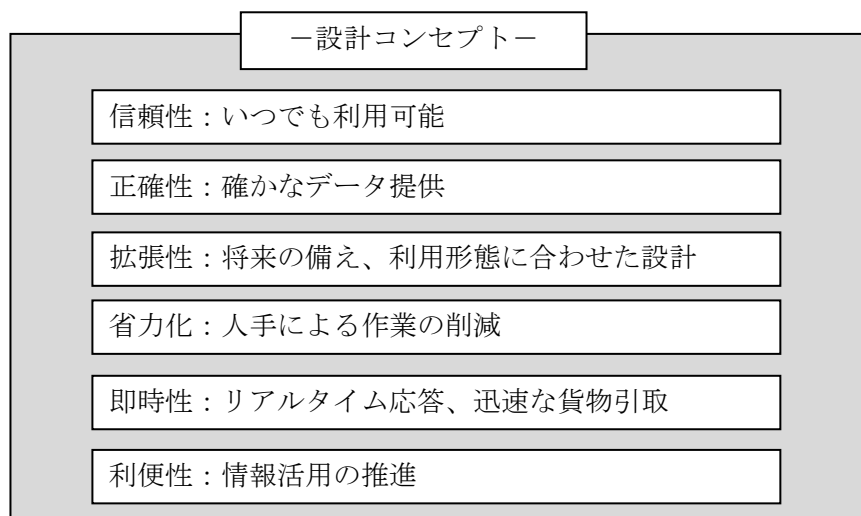 －設計コンセプト－
信頼性：いつでも利用可能
正確性：確かなデータ提供
拡張性：将来の備え、利用形態に合わせた設計
省力化：人手による作業の削減
即時性：リアルタイム応答、迅速な貨物引取
利便性：情報活用の推進